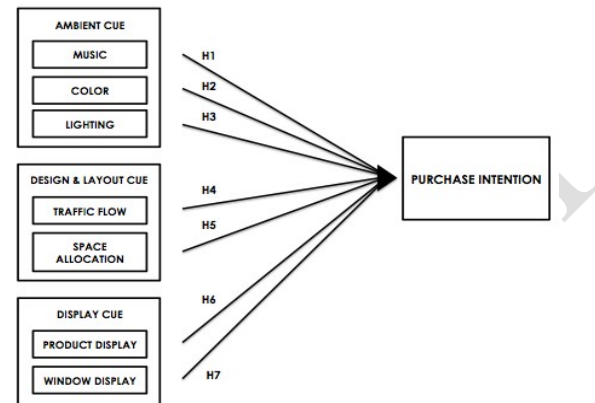 AMBIENT CUE
MUSIC
COLOR
LIGHTING
H1
H2
H3
DESIGN & LAYOUT CUE
TRAFFIC FLOW
SPACE
ALLOCATION
H4
H5
DISPLAY CUE
PRODUCT DISPLAY
WINDOW DISPLAY
H6
H7
PURCHASE INTENTION